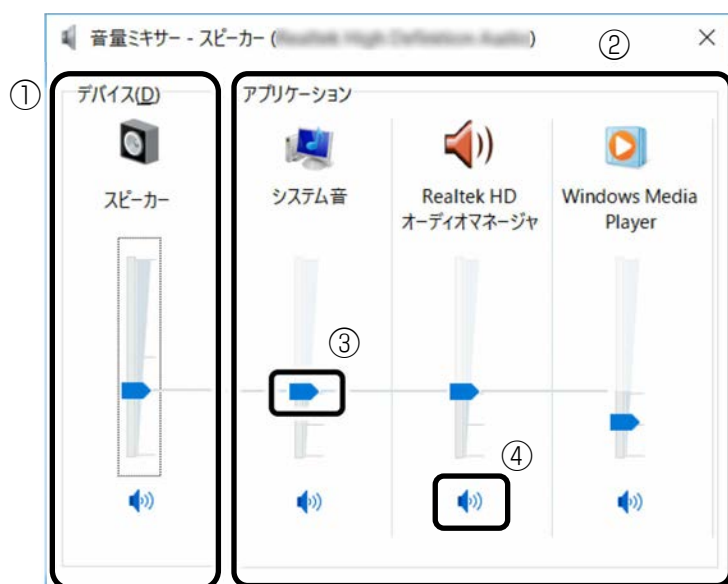 音量ミキサー - スピーカー ( )
②
①
デバイス(D)
アプリケーション
スピーカー
システム音
Realtek HD
オーディオマネージャ
Windows Media
Player
③
④